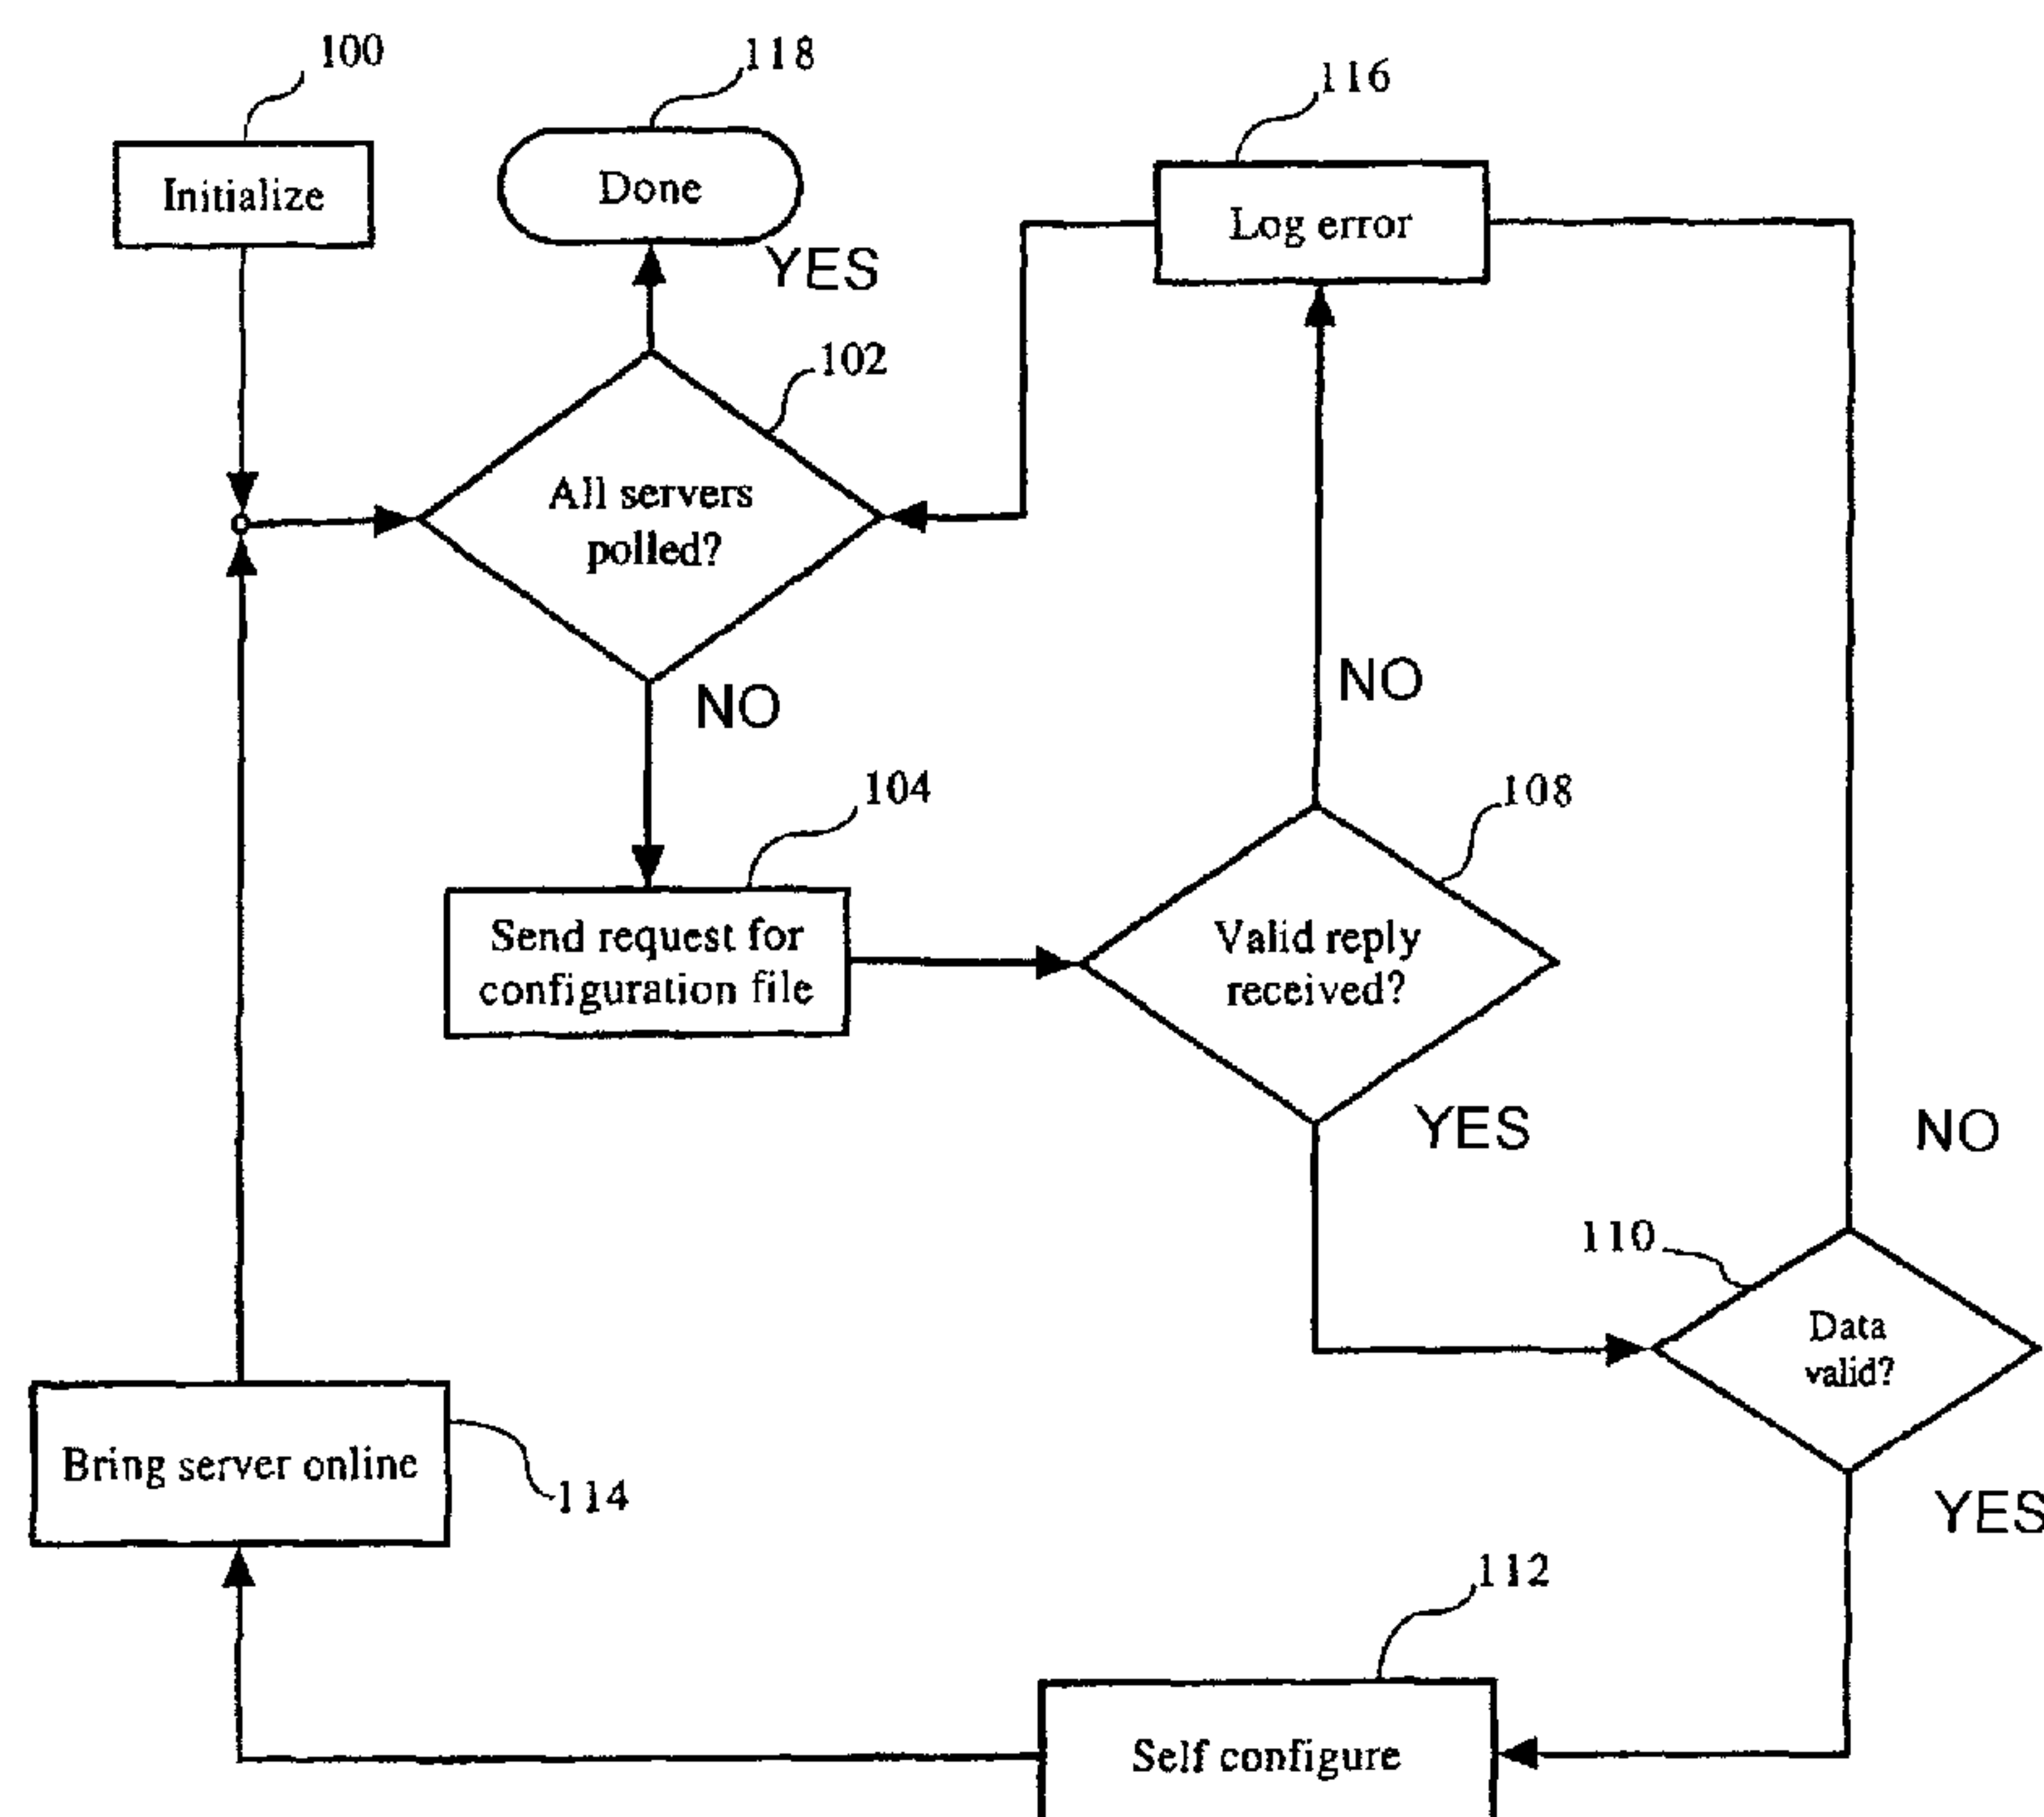 100
118
116
Initialize
Done
Log error
YES
102
All servers
polled?
NO
NO
104
108
Send request for
configuration file
Valid reply
received?
YES
NO
110
Data
valid?
Bring server online
114
YES
112
Self configure